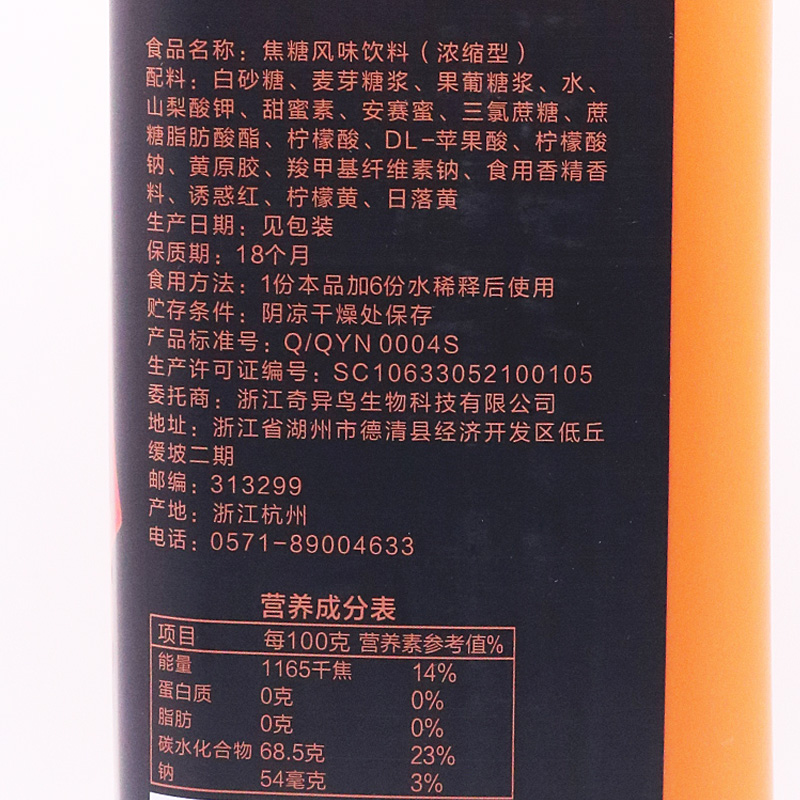 食品名称：焦糖风味饮料（浓缩型）
配料：白砂糖、麦芽糖浆、果葡糖浆、水、
山梨酸钾、甜蜜素、安赛蜜、三氯蔗糖、蔗
糖脂肪酸酯、柠檬酸、DL-苹果酸、柠檬酸
钠、黄原胶、羧甲基纤维素钠、食用香精香
料、诱惑红、柠檬黄、日落黄
生产日期：见包装
保质期：18个月
食用方法：1份本品加6份水稀释后使用
贮存条件：阴凉干燥处保存
产品标准号：Q/QYN 0004S
生产许可证编号：SC10633052100105
委托商：浙江奇异鸟生物科技有限公司
地址：浙江省湖州市德清县经济开发区低丘
缓坡二期
邮编：313299
产地：浙江杭州
电话：0571-89004633
营养成分表
项目 每100克 营养素参考值%
能量 1165千焦 14%
蛋白质 0克 0%
脂肪 0克 0%
碳水化合物 68.5克 23%
钠 54毫克 3%